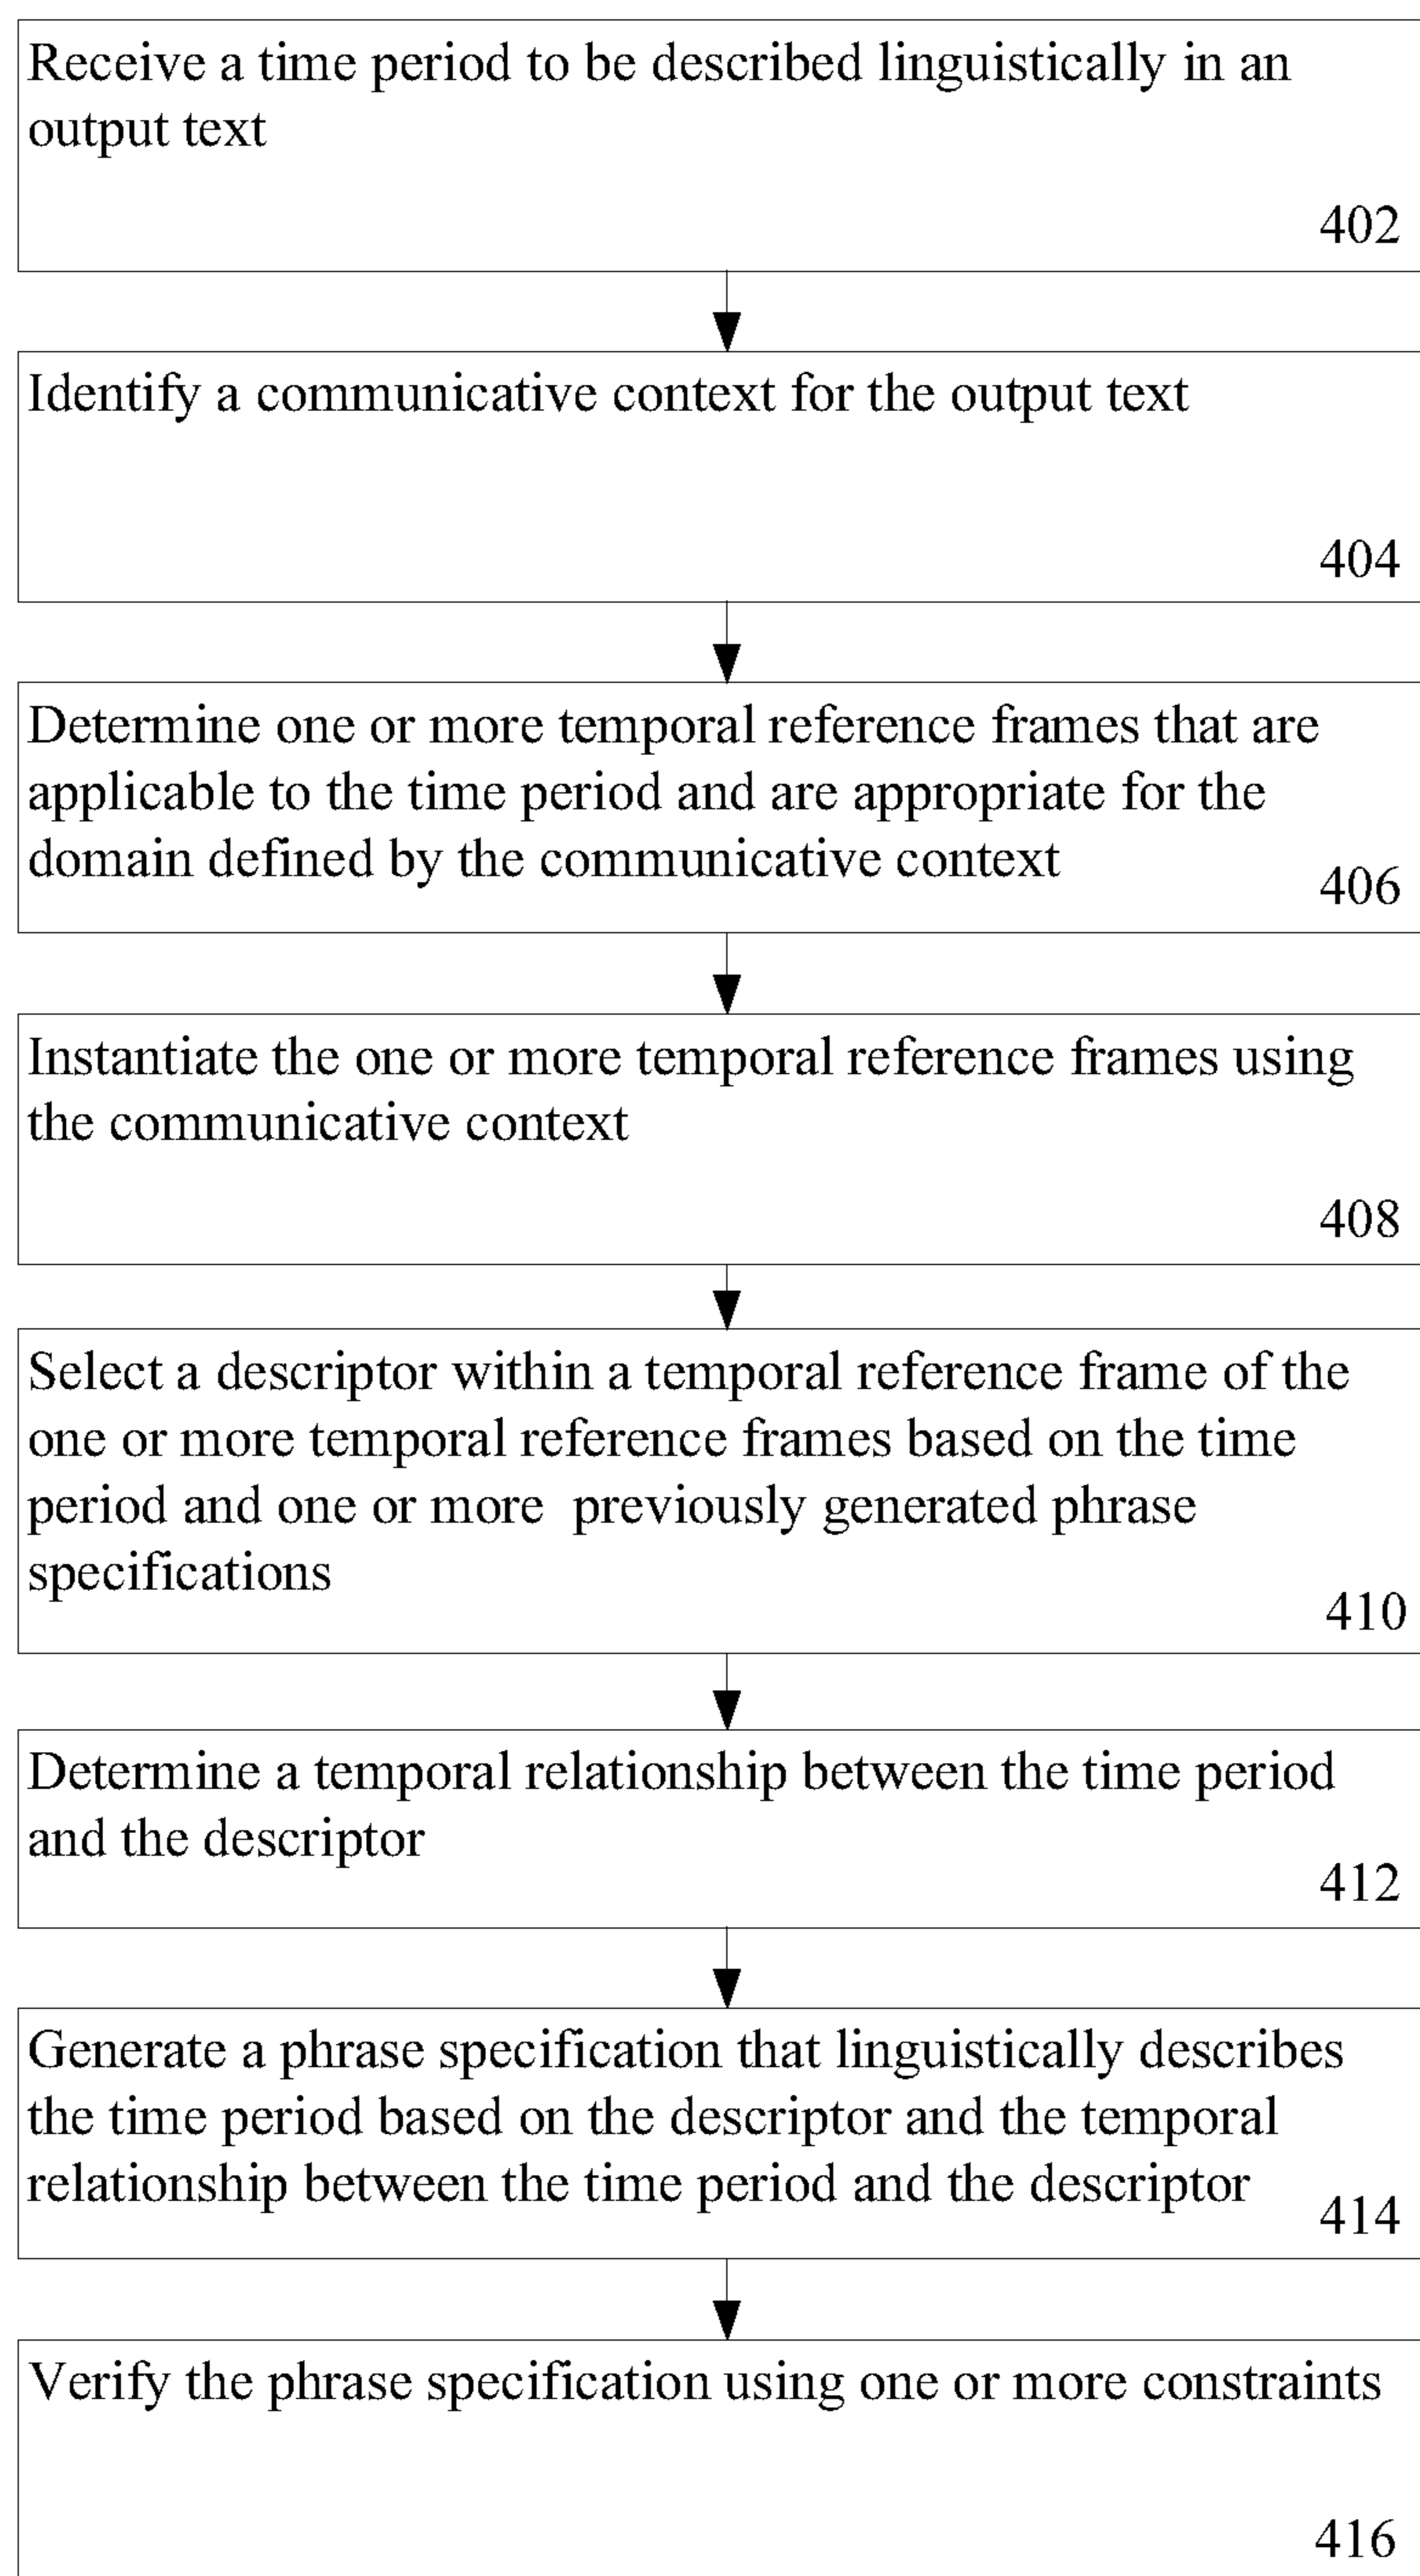 Receive a time period to be described linguistically in an
output text
402
Identify a communicative context for the output text
404
Determine one or more temporal reference frames that are
applicable to the time period and are appropriate for the
domain defined by the communicative context
406
Instantiate the one or more temporal reference frames using
the communicative context
408
Select a descriptor within a temporal reference frame of the
one or more temporal reference frames based on the time
period and one or more  previously generated phrase
specifications
410
Determine a temporal relationship between the time period
and the descriptor
412
Generate a phrase specification that linguistically describes
the time period based on the descriptor and the temporal
relationship between the time period and the descriptor
414
Verify the phrase specification using one or more constraints
416